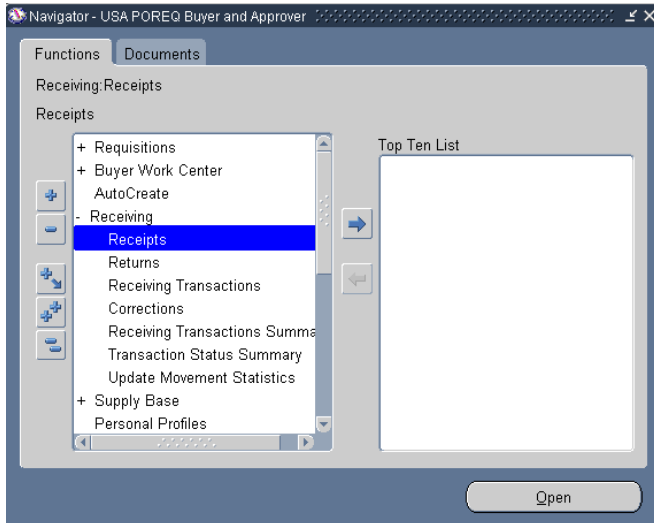 Navigator - USA POREQ Buyer and Approver
Functions
Documents
Receiving:Receipts
Receipts
+ Requisitions
+ Buyer Work Center
AutoCreate
- Receiving
Receipts
Returns
Receiving Transactions
Corrections
Receiving Transactions Summa
Transaction Status Summary
Update Movement Statistics
+ Supply Base
Personal Profiles
Top Ten List
Open